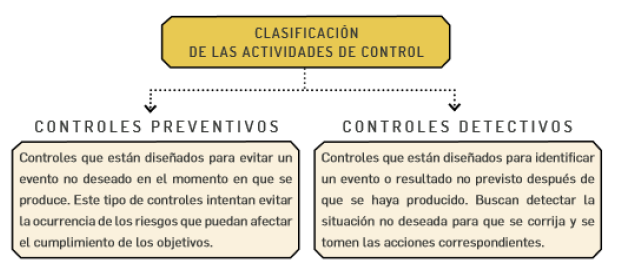 CLASIFICACIÓN
DE LAS ACTIVIDADES DE CONTROL
CONTROLES PREVENTIVOS
Controles que están diseñados para evitar un
evento no deseado en el momento en que se
produce. Este tipo de controles intentan evitar
la ocurrencia de los riesgos que puedan afectar
el cumplimiento de los objetivos.
CONTROLES DETECTIVOS
Controles que están diseñados para identificar
un evento o resultado no previsto después de
que se haya producido. Buscan detectar la
situación no deseada para que se corrija y se
tomen las acciones correspondientes.